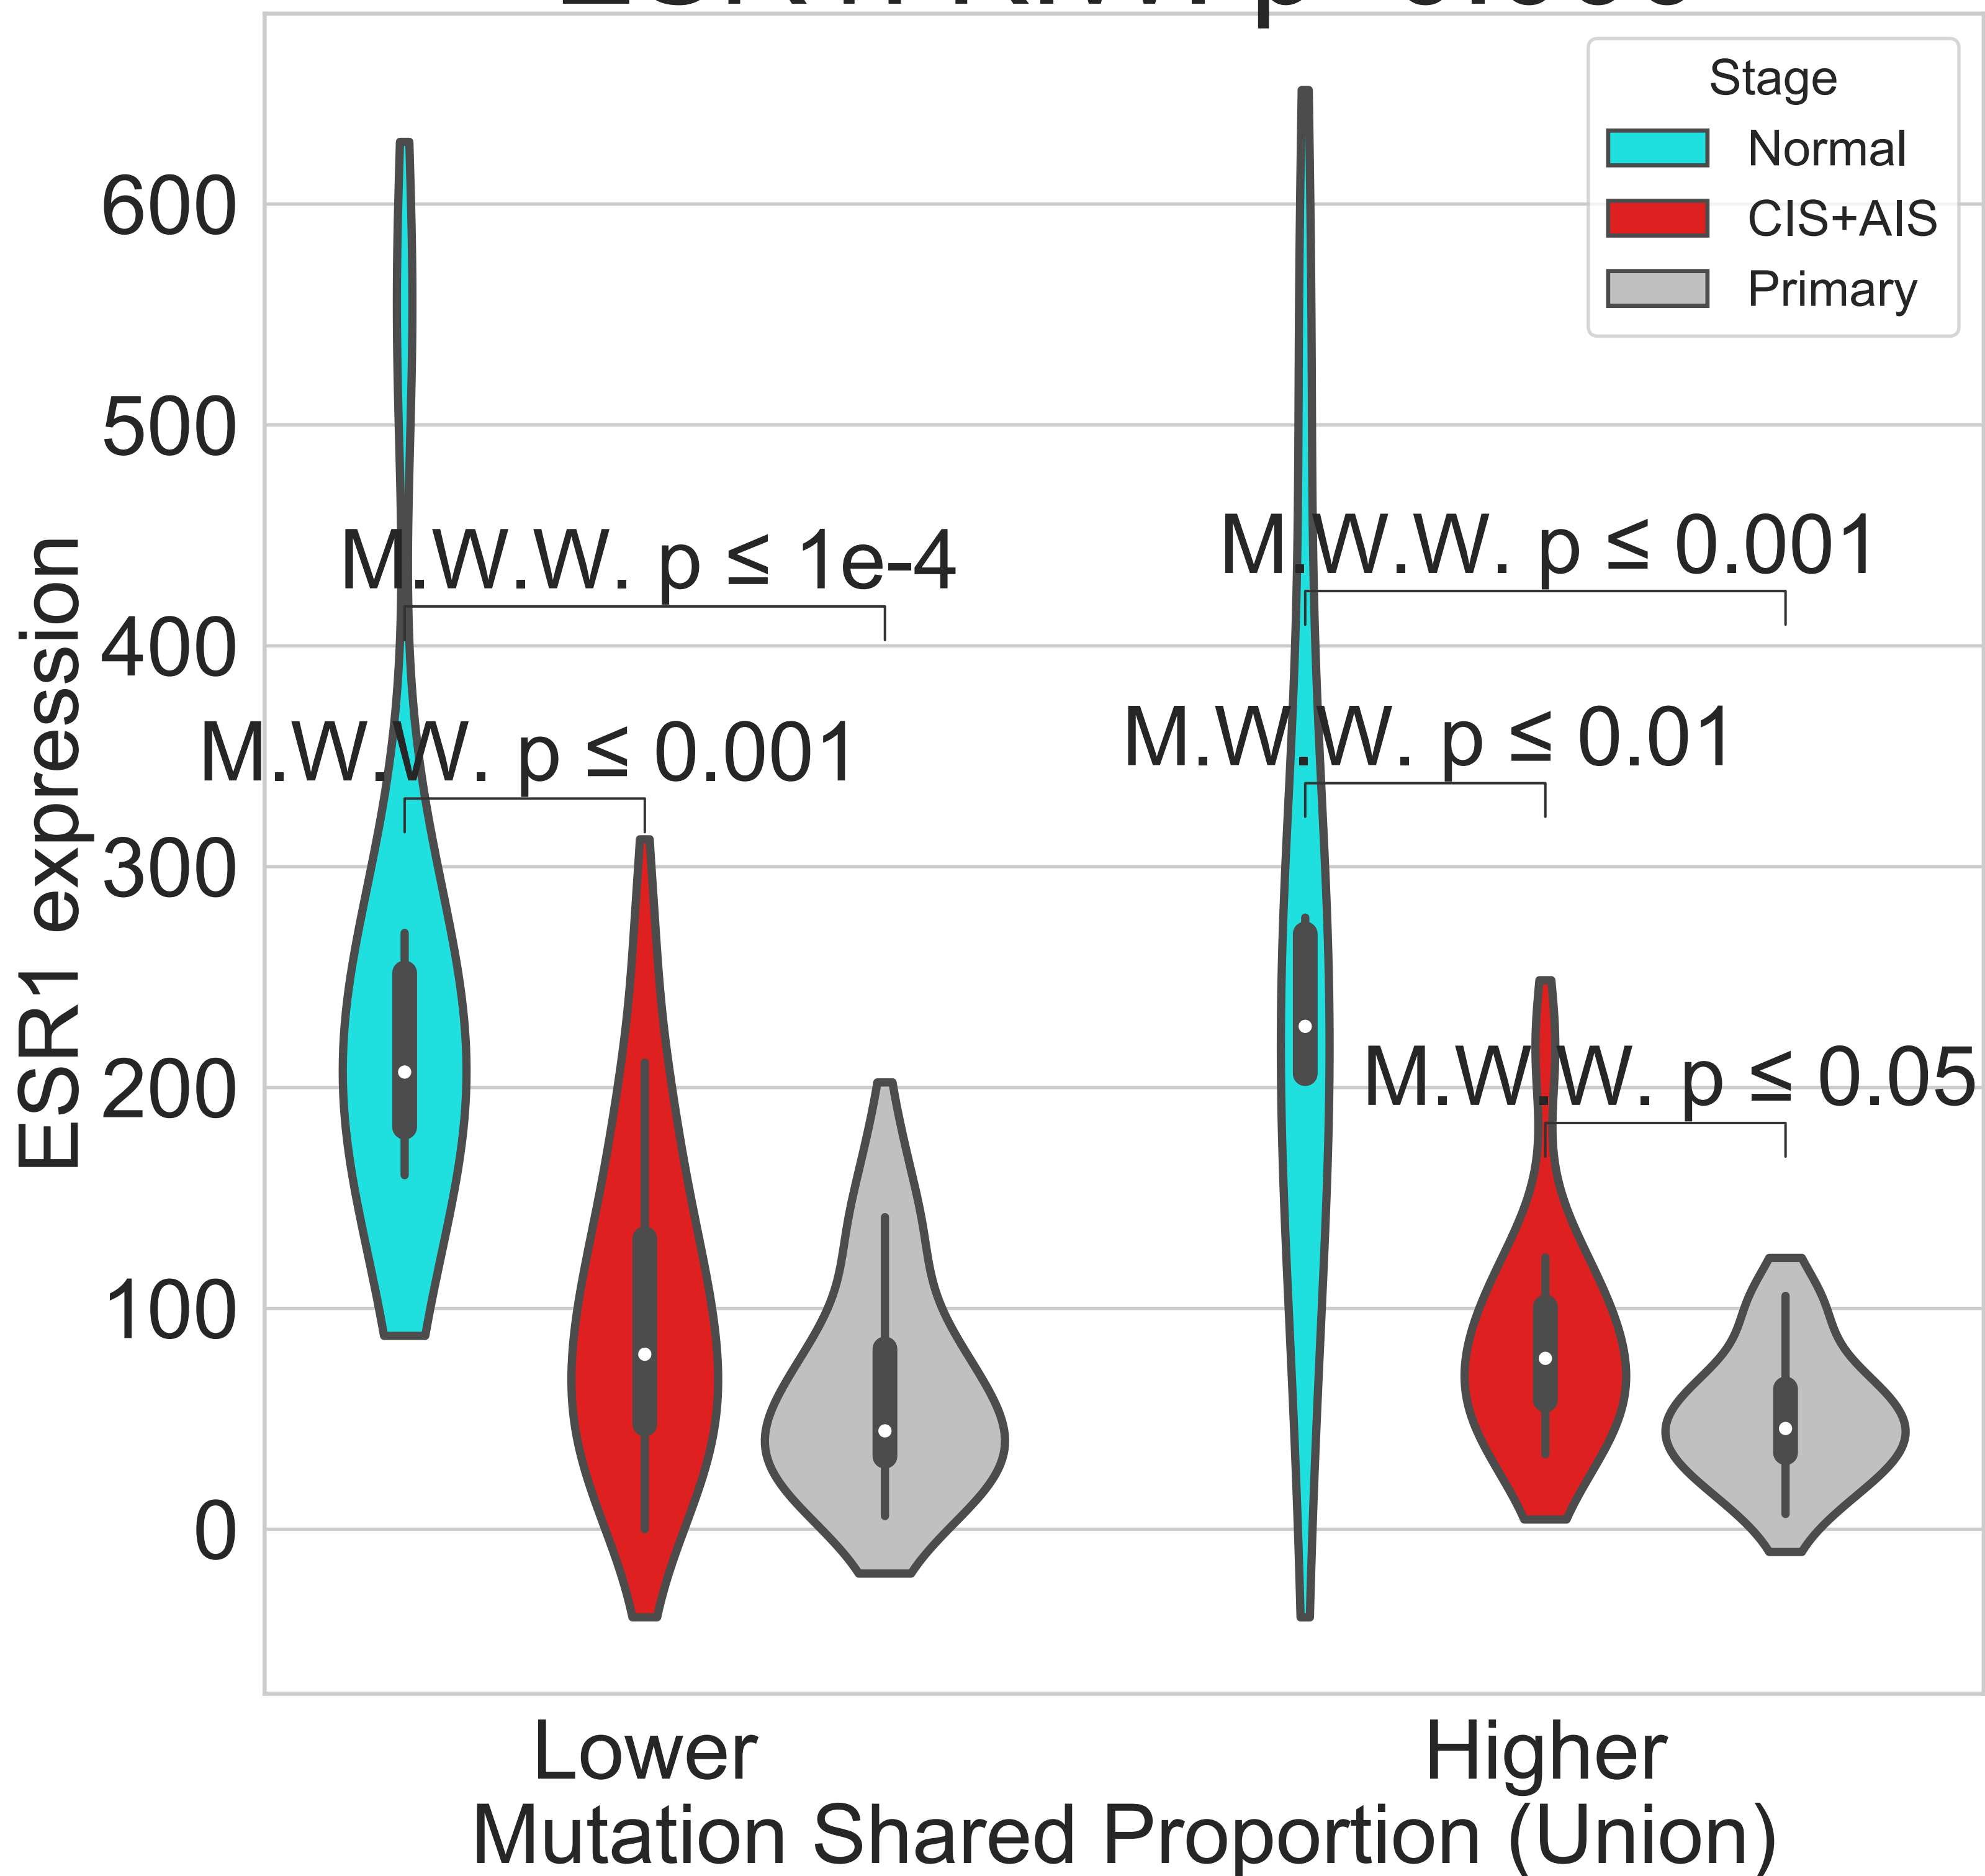 Stage
Normal
CIS+AIS
Primary
600
500
400
300
200
100
0
ESR1 expression
M.W.W. p ≤ 1e-4
M.W.W. p ≤ 0.001
M.W.W. p ≤ 0.001
M.W.W. p ≤ 0.01
M.W.W. p ≤ 0.05
Lower
Higher
Mutation Shared Proportion (Union)